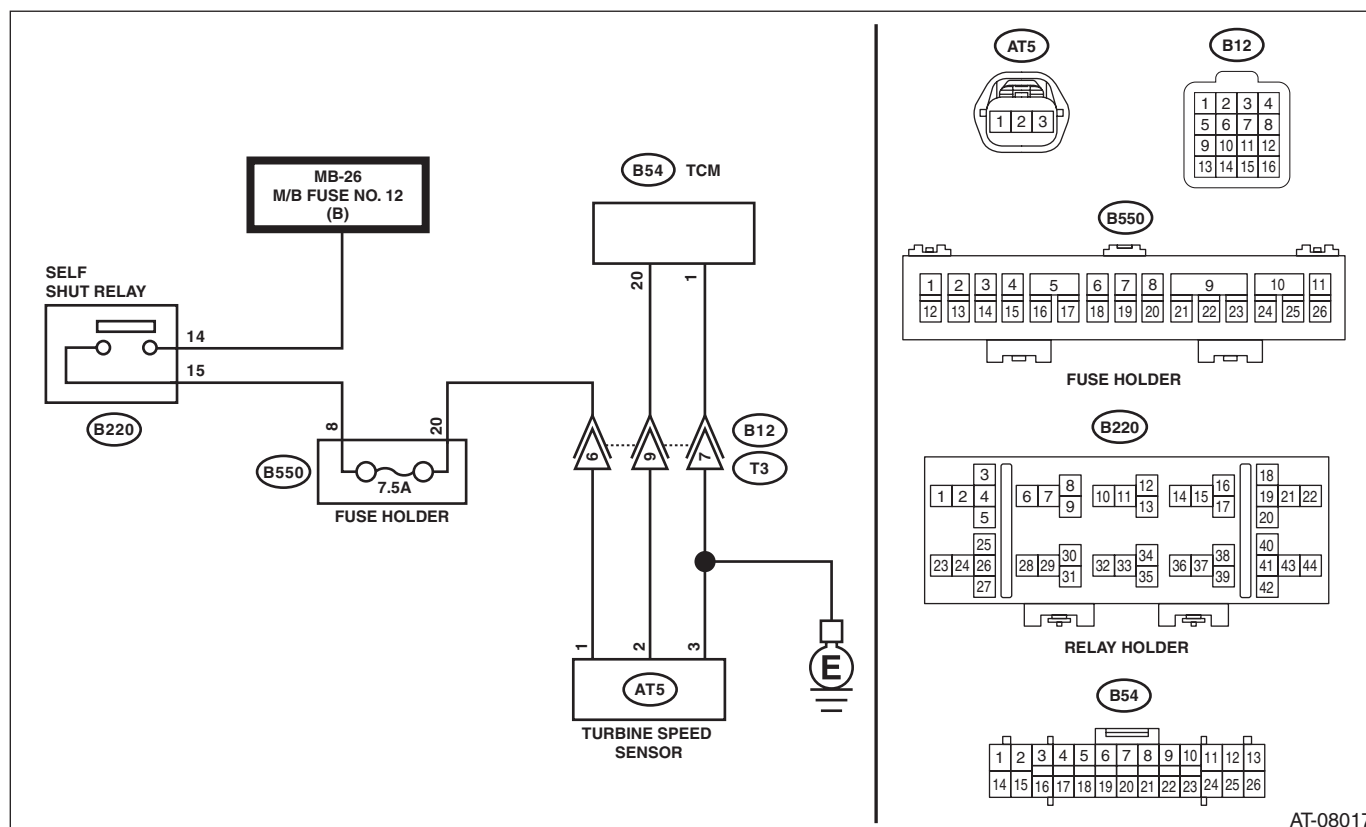 MB-26
M/B FUSE NO. 12
(B)
B54 TCM
SELF
SHUT RELAY
14
15
B220
20 1
8 20
B550
7.5A
FUSE HOLDER
6 9 7
B12
T3
1 2 3
AT5
TURBINE SPEED
SENSOR
E
AT5
1 2 3
B12
1 2 3 4
5 6 7 8
9 10 11 12
13 14 15 16
B550
1 2 3 4 5 6 7 8 9 10 11
12 13 14 15 16 17 18 19 20 21 22 23 24 25 26
FUSE HOLDER
B220
3 8 12 16 18
1 2 4 6 7 10 11 14 15 19 21 22
9 13 17
5 20
25 30 34 38 40
23 24 26 28 29 32 33 36 37 41 43 44
31 35 39
27 42
RELAY HOLDER
B54
1 2 3 4 5 6 7 8 9 10 11 12 13
14 15 16 17 18 19 20 21 22 23 24 25 26
AT-08017